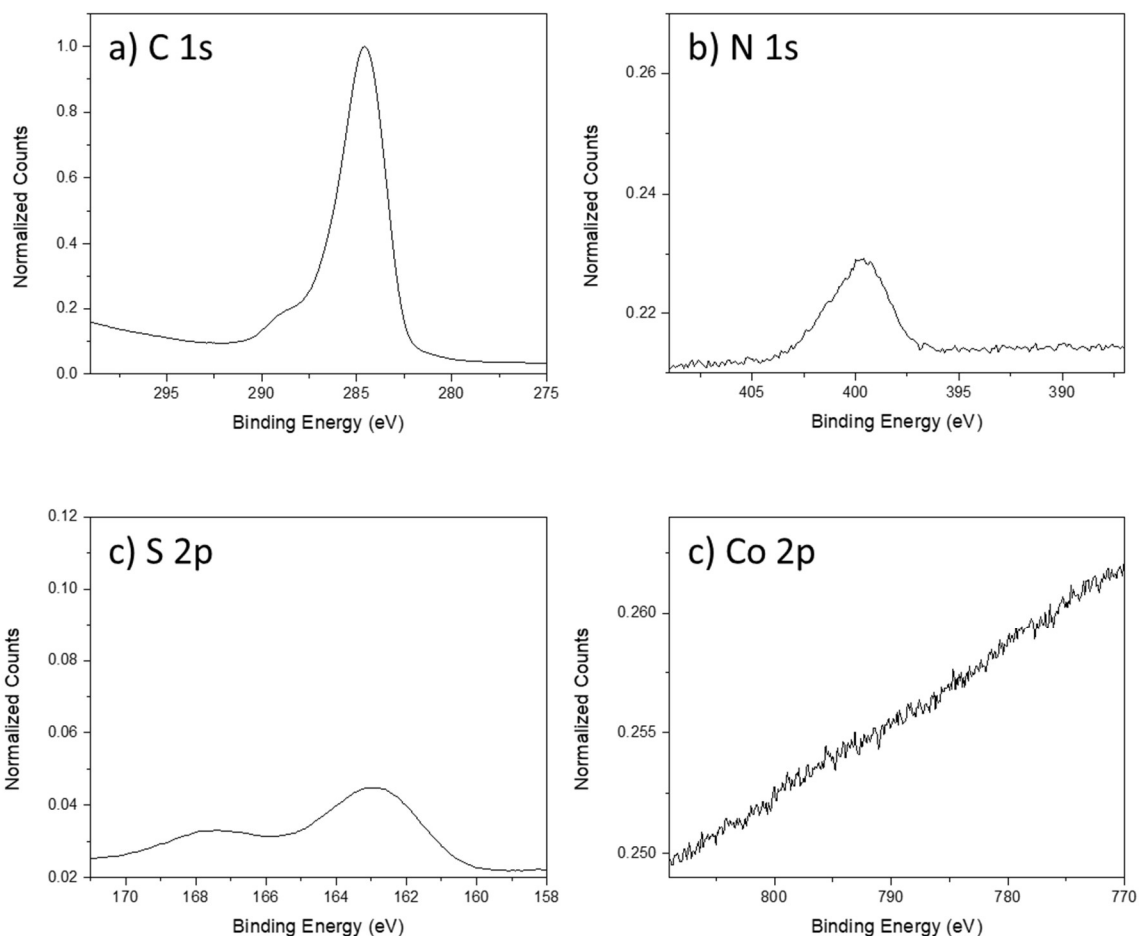 a) C 1s
Normalized Counts
1.0
0.8
0.6
0.4
0.2
0.0
295 290 285 280 275
Binding Energy (eV)
b) N 1s
Normalized Counts
0.26
0.24
0.22
405 400 395 390
Binding Energy (eV)
c) S 2p
Normalized Counts
0.12
0.10
0.08
0.06
0.04
0.02
170 168 166 164 162 160 158
Binding Energy (eV)
c) Co 2p
Normalized Counts
0.260
0.255
0.250
800 790 780 770
Binding Energy (eV)